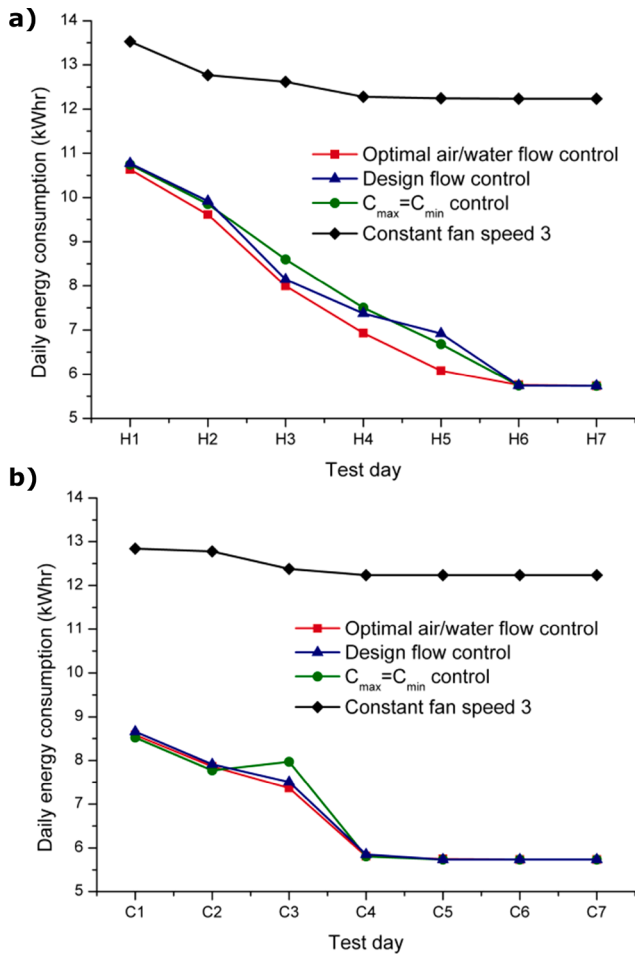 a)
14
13
12
11
10
9
8
7
6
5
Daily energy consumption (kWhr)
Optimal air/water flow control
Design flow control
Cmax=Cmin control
Constant fan speed 3
H1 H2 H3 H4 H5 H6 H7
Test day
b)
14
13
12
11
10
9
8
7
6
5
Daily energy consumption (kWhr)
Optimal air/water flow control
Design flow control
Cmax=Cmin control
Constant fan speed 3
C1 C2 C3 C4 C5 C6 C7
Test day